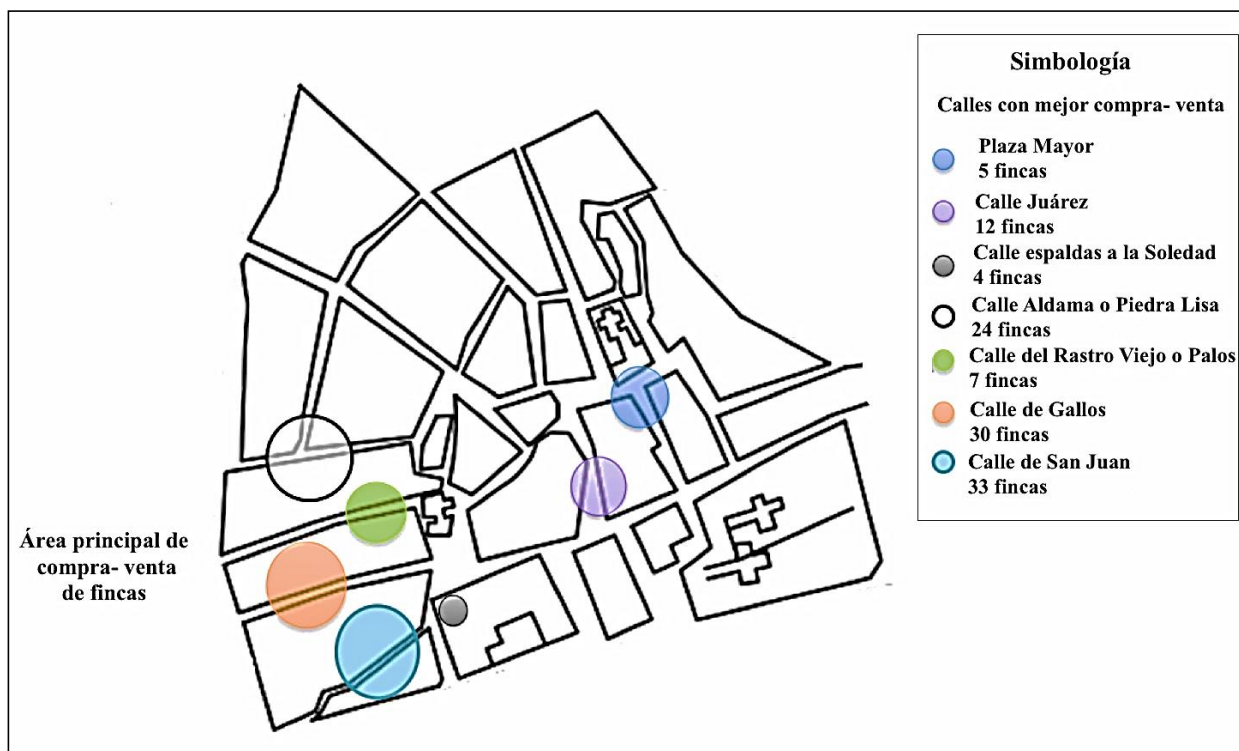 Simbología
Calles con mejor compra- venta
Plaza Mayor
5 fincas
Calle Juárez
12 fincas
Calle espaldas a la Soledad
4 fincas
Calle Aldama o Piedra Lisa
24 fincas
Calle del Rastro Viejo o Palos
7 fincas
Calle de Gallos
30 fincas
Calle de San Juan
33 fincas
Área principal de
compra- venta
de fincas